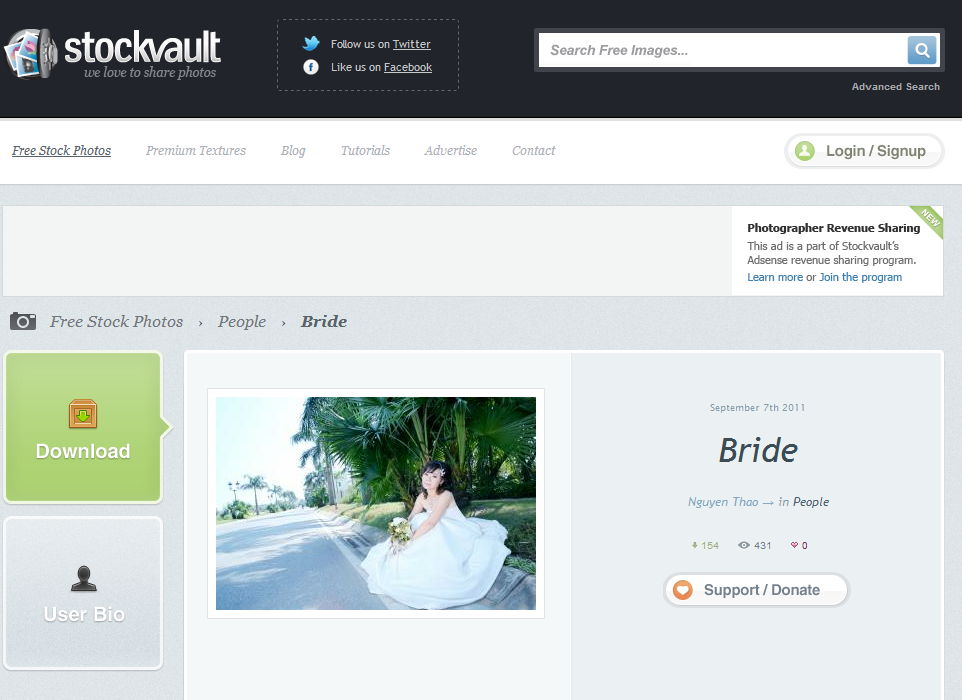 stockvault
we love to share photos
Follow us on Twitter
Like us on Facebook
Search Free Images...
Advanced Search
Free Stock Photos
Premium Textures
Blog
Tutorials
Advertise
Contact
Login / Signup
NEW
Photographer Revenue Sharing
This ad is a part of Stockvault's
Adsense revenue sharing program.
Learn more or Join the program
Free Stock Photos › People › Bride
Download
User Bio
September 7th 2011
Bride
Nguyen Thao → in People
154 431 0
Support / Donate